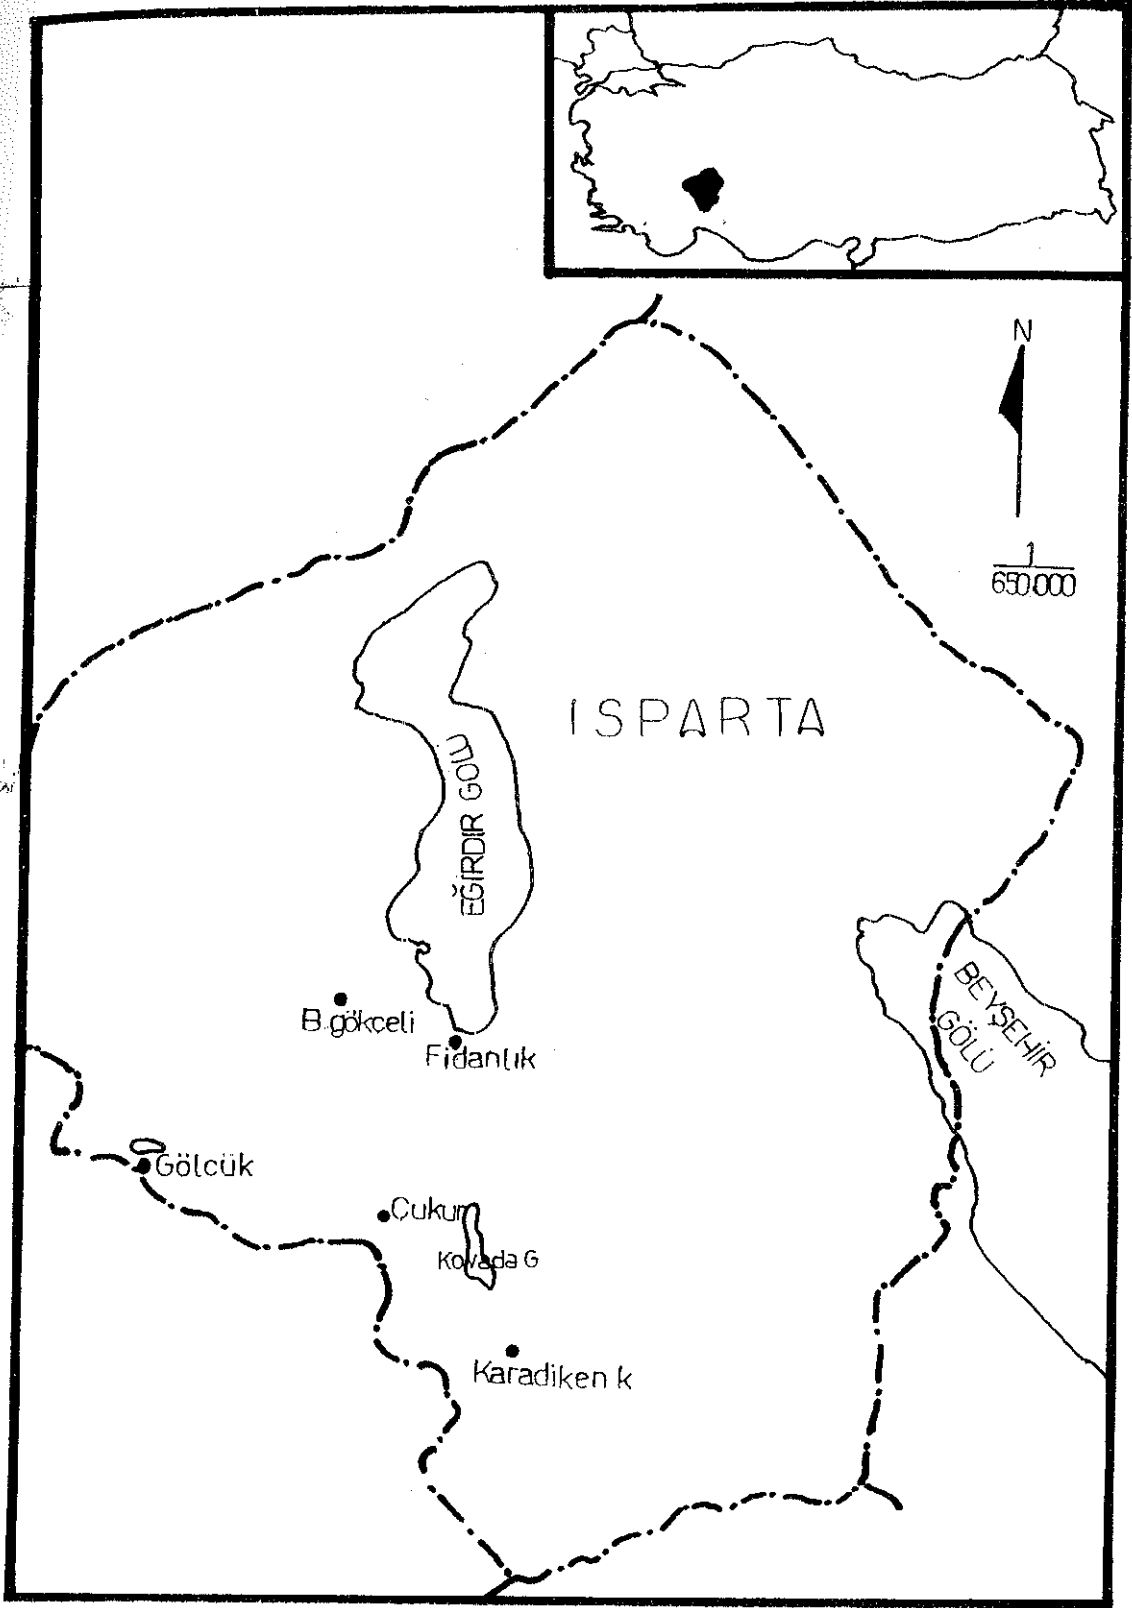 N
1
650.000
ISPARTA
EĞİRDİR GÖLÜ
BEYŞEHİR
GÖLÜ
B.gökçeli
Fidanlık
Gölcük
Çukur
Kovada G
Karadiken k